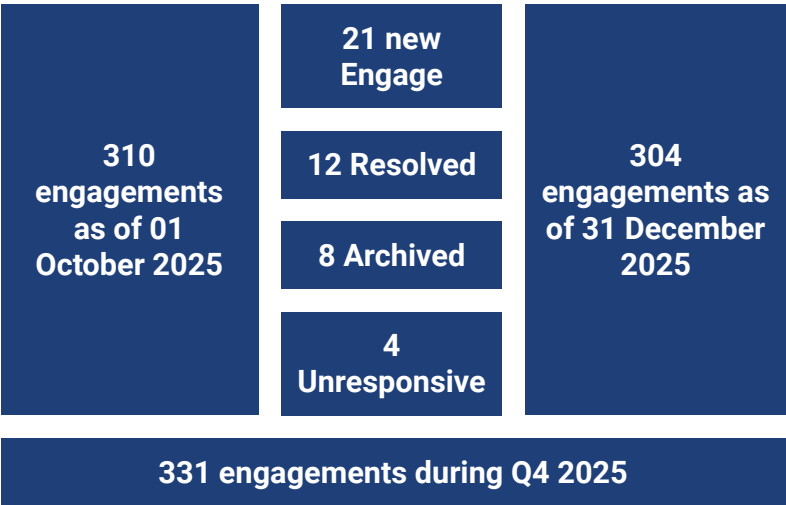 310
engagements
as of 01
October 2025
21 new
Engage
12 Resolved
8 Archived
4
Unresponsive
304
engagements as
of 31 December
2025
331 engagements during Q4 2025